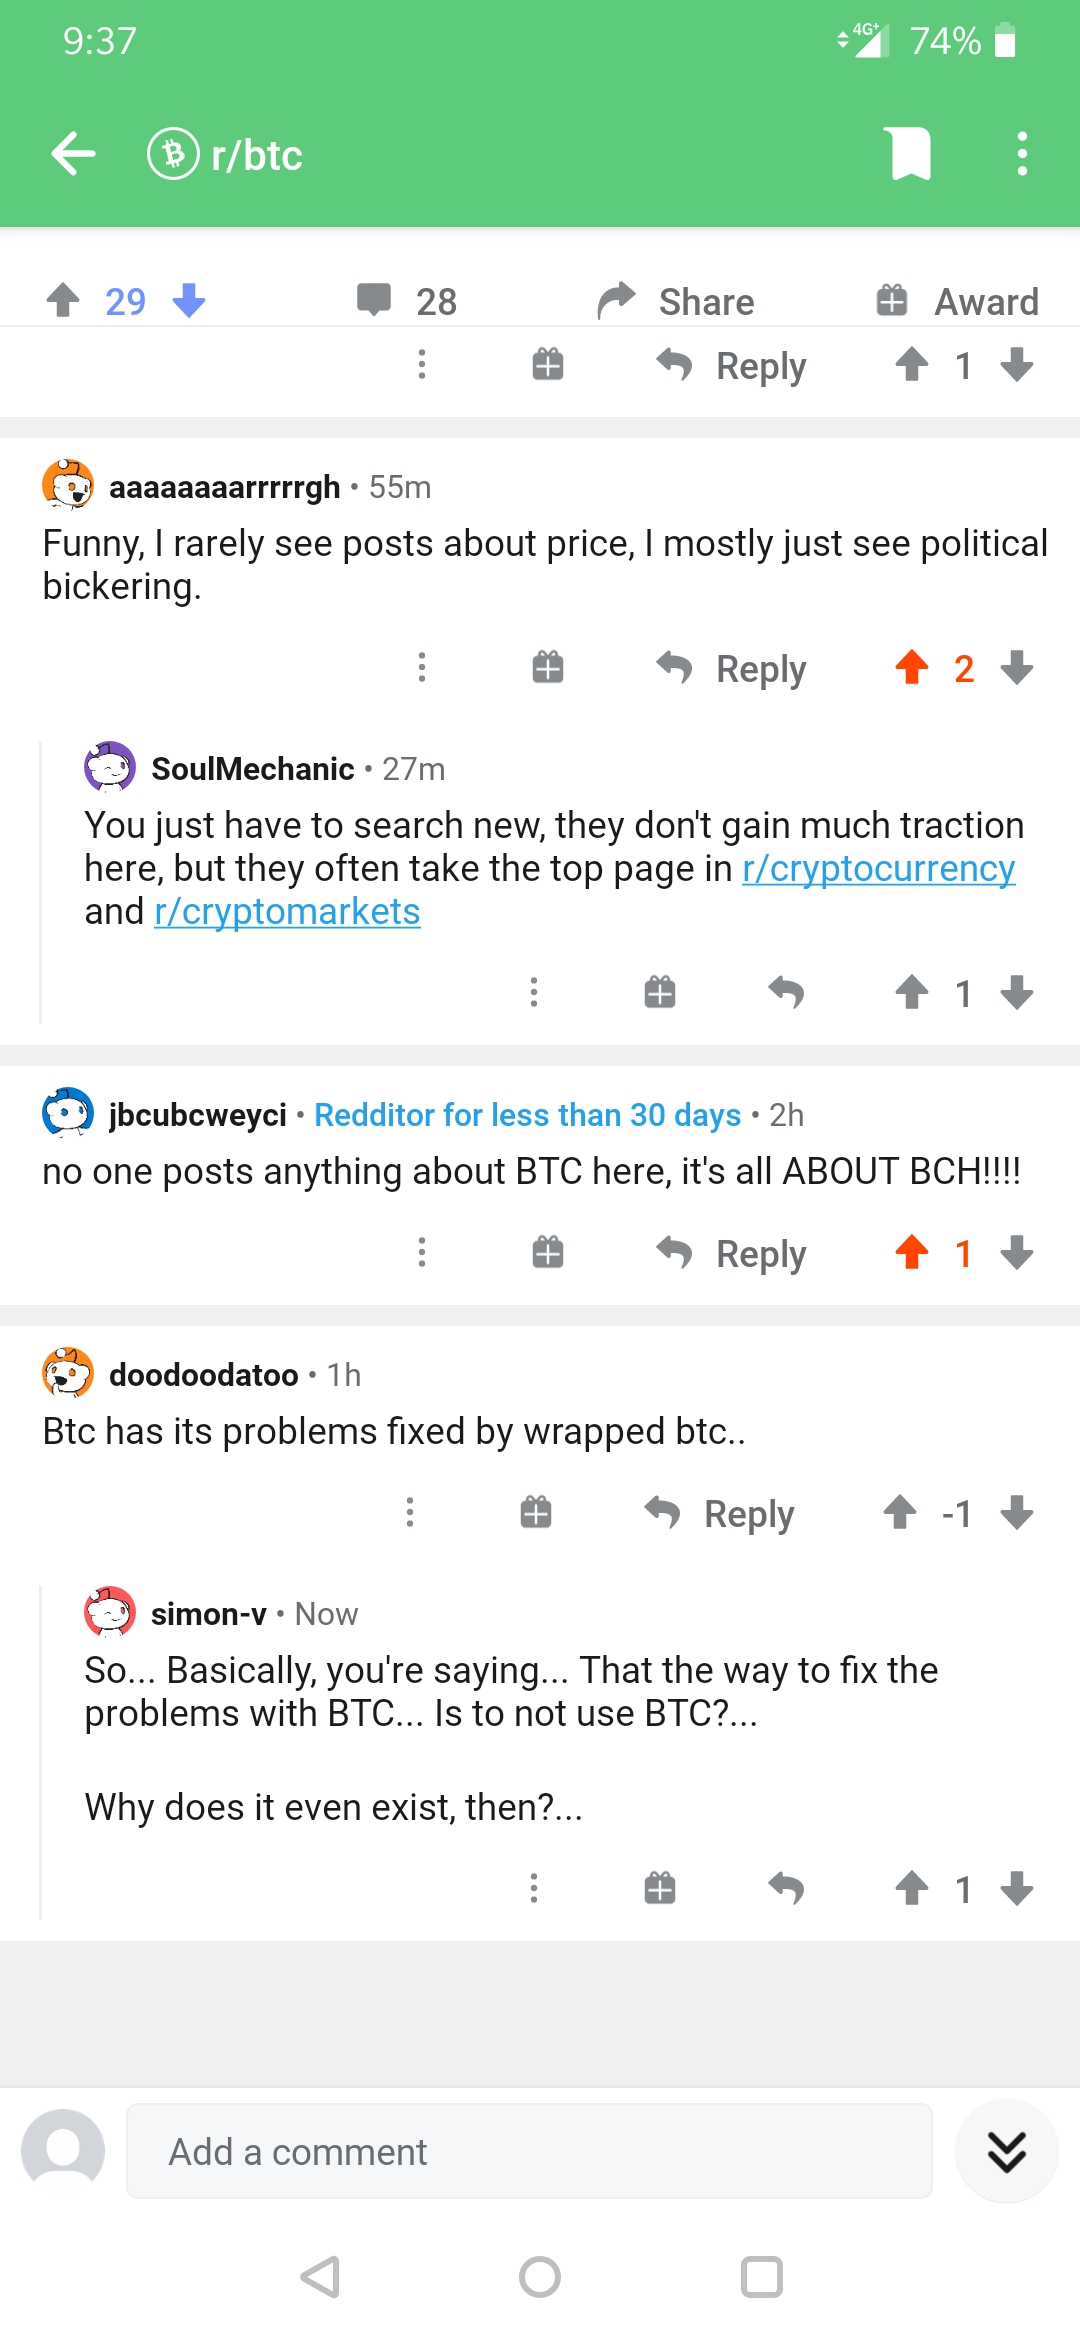 9:37
4G+ 74%
r/btc
29 28 Share Award
Reply 1
aaaaaaaarrrrrgh • 55m
Funny, I rarely see posts about price, I mostly just see political
bickering.
Reply 2
SoulMechanic • 27m
You just have to search new, they don't gain much traction
here, but they often take the top page in r/cryptocurrency
and r/cryptomarkets
1
jbcubcweyci • Redditor for less than 30 days • 2h
no one posts anything about BTC here, it's all ABOUT BCH!!!!
Reply 1
doodoodatoo • 1h
Btc has its problems fixed by wrapped btc..
Reply -1
simon-v • Now
So... Basically, you're saying... That the way to fix the
problems with BTC... Is to not use BTC?...
Why does it even exist, then?...
1
Add a comment